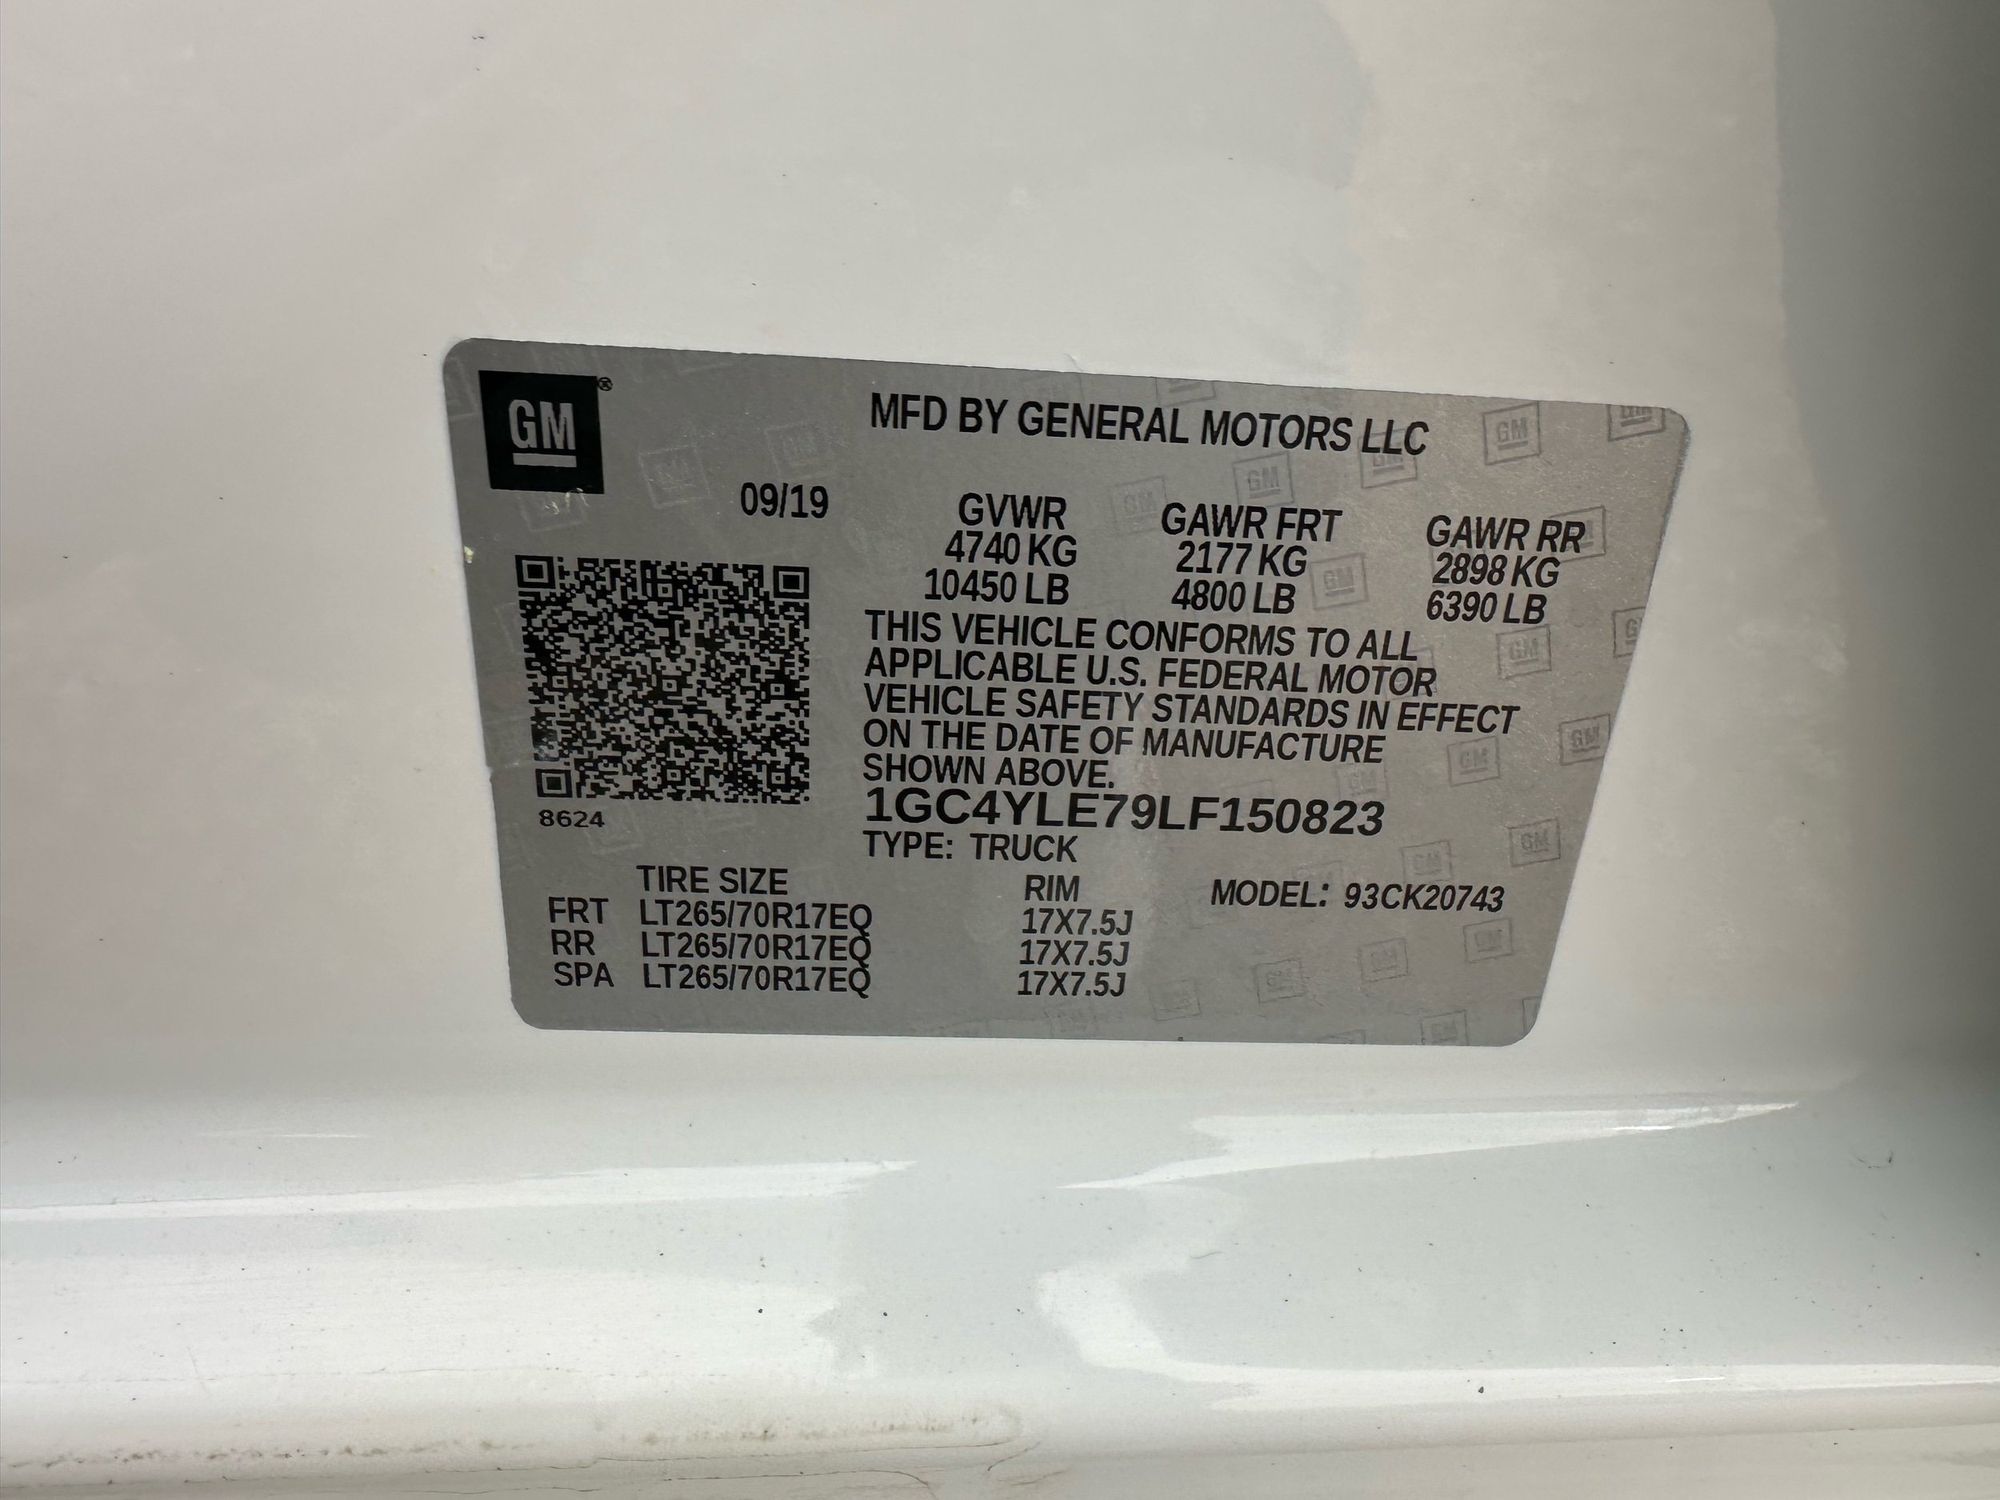 GM®
MFD BY GENERAL MOTORS LLC
09/19
GVWR GAWR FRT GAWR RR
4740 KG 2177 KG 2898 KG
10450 LB 4800 LB 6390 LB
THIS VEHICLE CONFORMS TO ALL
APPLICABLE U.S. FEDERAL MOTOR
VEHICLE SAFETY STANDARDS IN EFFECT
ON THE DATE OF MANUFACTURE
SHOWN ABOVE.
1GC4YLE79LF150823
8624
TYPE: TRUCK
TIRE SIZE RIM MODEL: 93CK20743
FRT LT265/70R17EQ 17X7.5J
RR LT265/70R17EQ 17X7.5J
SPA LT265/70R17EQ 17X7.5J